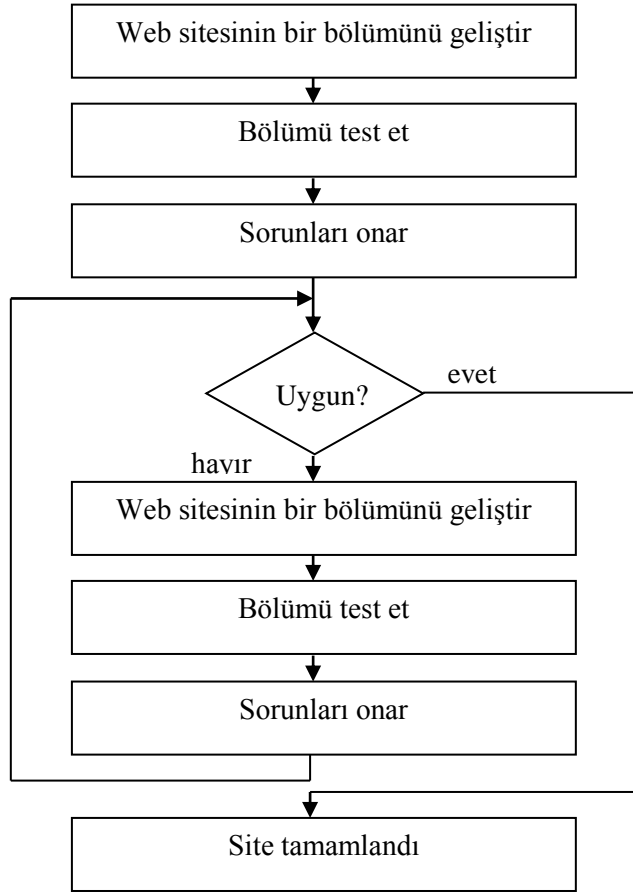 Web sitesinin bir bölümünü geliştir
Bölümü test et
Sorunları onar
Uygun?
evet
havır
Web sitesinin bir bölümünü geliştir
Bölümü test et
Sorunları onar
Site tamamlandı